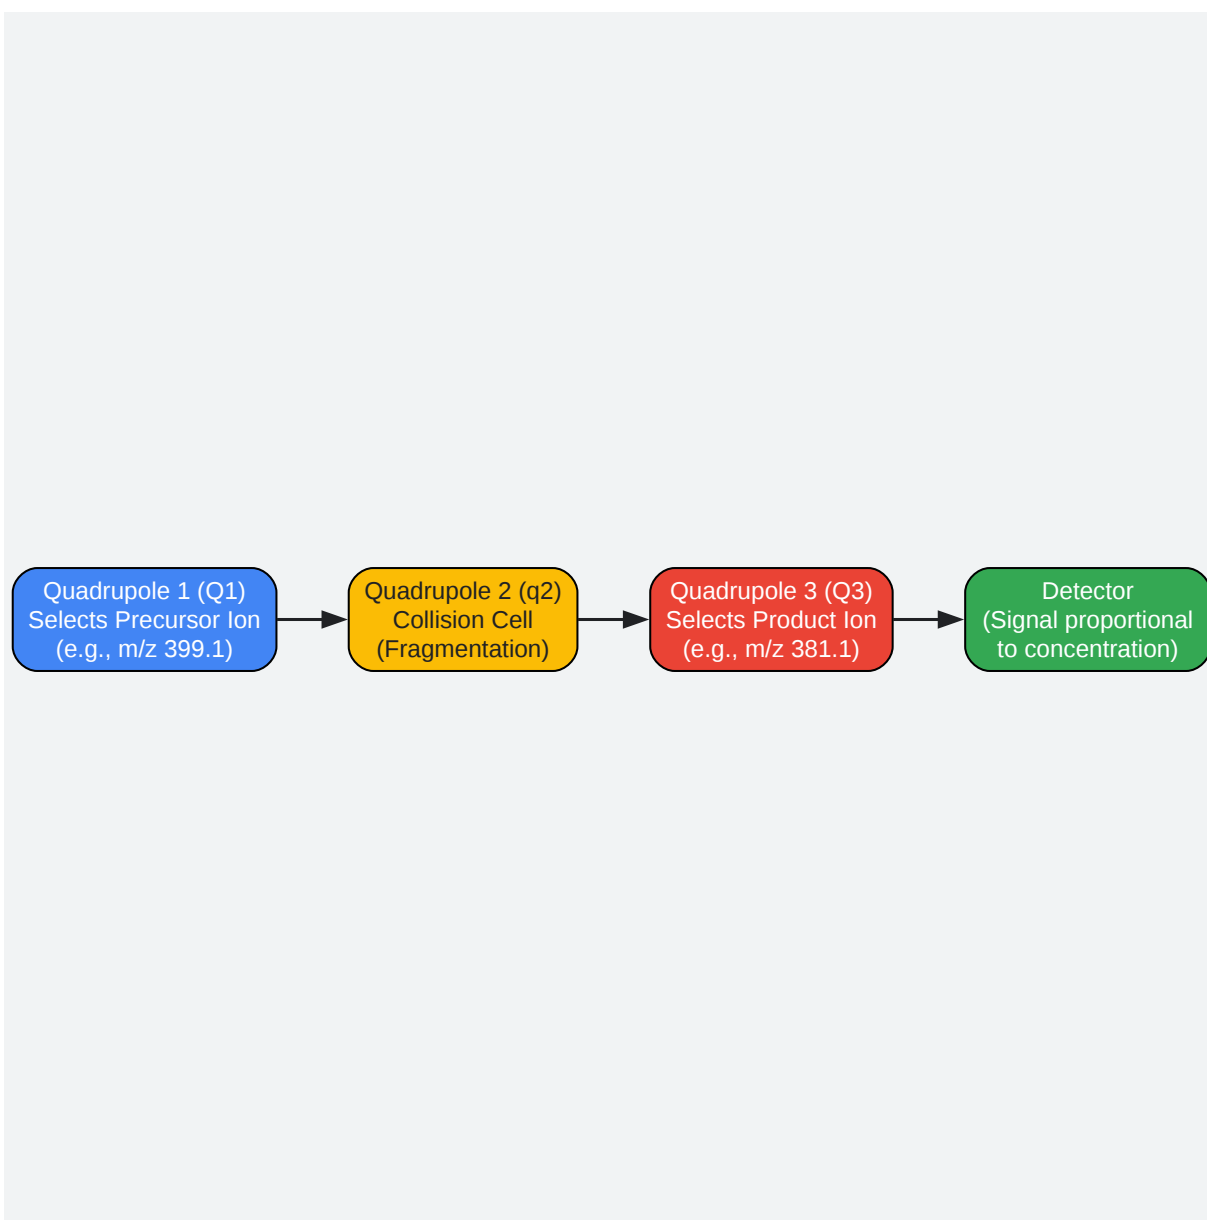 Quadrupole 1 (Q1)
Selects Precursor Ion
(e.g., m/z 399.1)
Quadrupole 2 (q2)
Collision Cell
(Fragmentation)
Quadrupole 3 (Q3)
Selects Product Ion
(e.g., m/z 381.1)
Detector
(Signal proportional
to concentration)